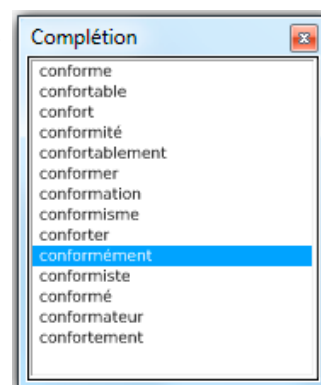 Complétion
conforme
confortable
confort
conformité
confortablement
conformer
conformation
conformisme
conforter
conformément
conformiste
conformé
conformateur
confortement